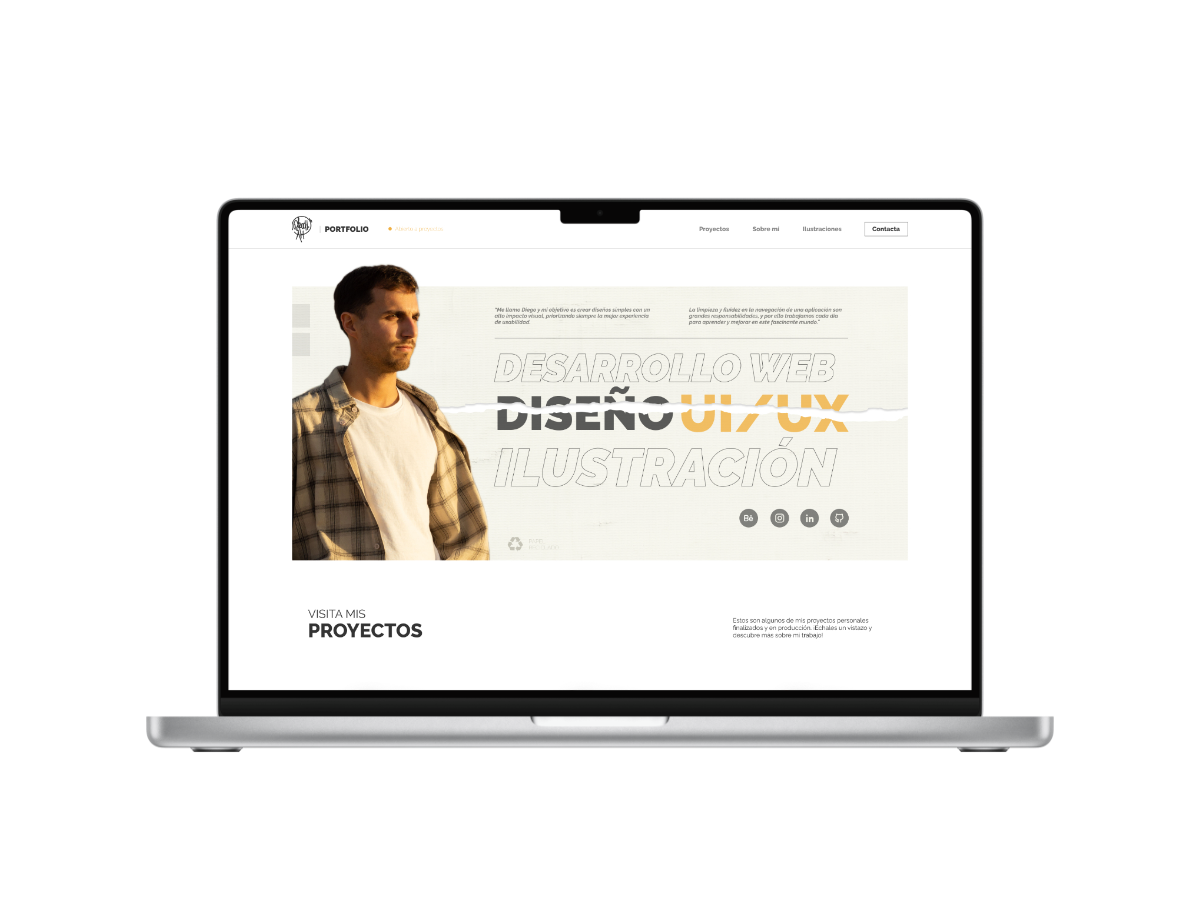 PORTFOLIO
Proyectos
Sobre mí
Ilustraciones
Contacta
"Me llamo Diego y mi objetivo es crear diseños simples con un
alto impacto visual, priorizando siempre la mejor experiencia
de usabilidad.
La limpieza y fluidez en la navegación de una aplicación son
grandes responsabilidades, y por ello trabajamos cada día
para aprender y mejorar en este fascinante mundo."
DESARROLLO WEB
DISEÑO UI/UX
ILUSTRACIÓN
Bē
in
VISITA MIS
PROYECTOS
Estos son algunos de mis proyectos personales
finalizados y en producción. ¡Échales un vistazo y
descubre más sobre mi trabajo!